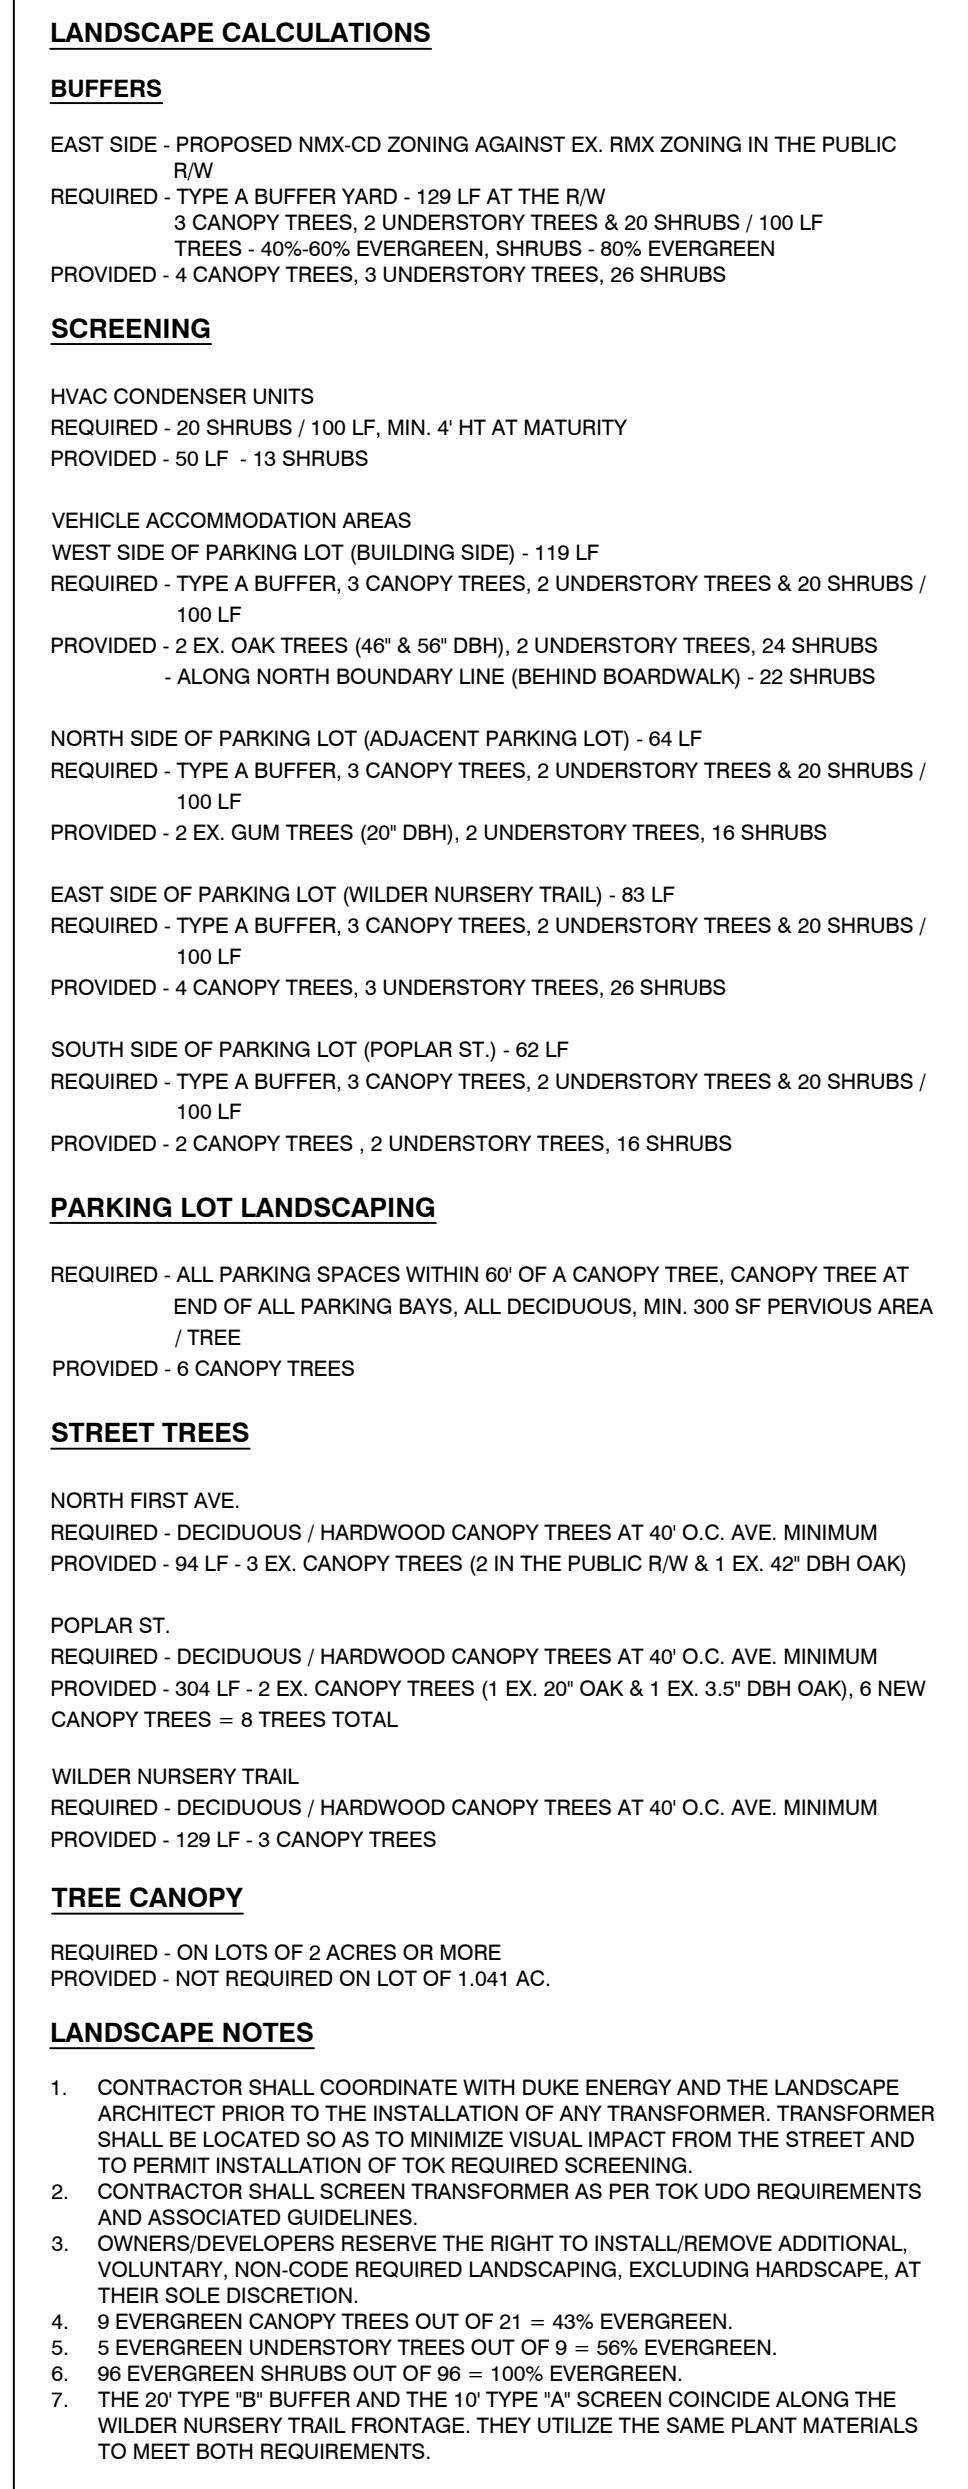 LANDSCAPE CALCULATIONS
BUFFERS
EAST SIDE - PROPOSED NMX-CD ZONING AGAINST EX. RMX ZONING IN THE PUBLIC
R/W
REQUIRED - TYPE A BUFFER YARD - 129 LF AT THE R/W
3 CANOPY TREES, 2 UNDERSTORY TREES & 20 SHRUBS / 100 LF
TREES - 40%-60% EVERGREEN, SHRUBS - 80% EVERGREEN
PROVIDED - 4 CANOPY TREES, 3 UNDERSTORY TREES, 26 SHRUBS
SCREENING
HVAC CONDENSER UNITS
REQUIRED - 20 SHRUBS / 100 LF, MIN. 4' HT AT MATURITY
PROVIDED - 50 LF - 13 SHRUBS
VEHICLE ACCOMMODATION AREAS
WEST SIDE OF PARKING LOT (BUILDING SIDE) - 119 LF
REQUIRED - TYPE A BUFFER, 3 CANOPY TREES, 2 UNDERSTORY TREES & 20 SHRUBS /
100 LF
PROVIDED - 2 EX. OAK TREES (46" & 56" DBH), 2 UNDERSTORY TREES, 24 SHRUBS
- ALONG NORTH BOUNDARY LINE (BEHIND BOARDWALK) - 22 SHRUBS
NORTH SIDE OF PARKING LOT (ADJACENT PARKING LOT) - 64 LF
REQUIRED - TYPE A BUFFER, 3 CANOPY TREES, 2 UNDERSTORY TREES & 20 SHRUBS /
100 LF
PROVIDED - 2 EX. GUM TREES (20" DBH), 2 UNDERSTORY TREES, 16 SHRUBS
EAST SIDE OF PARKING LOT (WILDER NURSERY TRAIL) - 83 LF
REQUIRED - TYPE A BUFFER, 3 CANOPY TREES, 2 UNDERSTORY TREES & 20 SHRUBS /
100 LF
PROVIDED - 4 CANOPY TREES, 3 UNDERSTORY TREES, 26 SHRUBS
SOUTH SIDE OF PARKING LOT (POPLAR ST.) - 62 LF
REQUIRED - TYPE A BUFFER, 3 CANOPY TREES, 2 UNDERSTORY TREES & 20 SHRUBS /
100 LF
PROVIDED - 2 CANOPY TREES , 2 UNDERSTORY TREES, 16 SHRUBS
PARKING LOT LANDSCAPING
REQUIRED - ALL PARKING SPACES WITHIN 60' OF A CANOPY TREE, CANOPY TREE AT
END OF ALL PARKING BAYS, ALL DECIDUOUS, MIN. 300 SF PERVIOUS AREA
/ TREE
PROVIDED - 6 CANOPY TREES
STREET TREES
NORTH FIRST AVE.
REQUIRED - DECIDUOUS / HARDWOOD CANOPY TREES AT 40' O.C. AVE. MINIMUM
PROVIDED - 94 LF - 3 EX. CANOPY TREES (2 IN THE PUBLIC R/W & 1 EX. 42" DBH OAK)
POPLAR ST.
REQUIRED - DECIDUOUS / HARDWOOD CANOPY TREES AT 40' O.C. AVE. MINIMUM
PROVIDED - 304 LF - 2 EX. CANOPY TREES (1 EX. 20" OAK & 1 EX. 3.5" DBH OAK), 6 NEW
CANOPY TREES = 8 TREES TOTAL
WILDER NURSERY TRAIL
REQUIRED - DECIDUOUS / HARDWOOD CANOPY TREES AT 40' O.C. AVE. MINIMUM
PROVIDED - 129 LF - 3 CANOPY TREES
TREE CANOPY
REQUIRED - ON LOTS OF 2 ACRES OR MORE
PROVIDED - NOT REQUIRED ON LOT OF 1.041 AC.
LANDSCAPE NOTES
1. CONTRACTOR SHALL COORDINATE WITH DUKE ENERGY AND THE LANDSCAPE
ARCHITECT PRIOR TO THE INSTALLATION OF ANY TRANSFORMER. TRANSFORMER
SHALL BE LOCATED SO AS TO MINIMIZE VISUAL IMPACT FROM THE STREET AND
TO PERMIT INSTALLATION OF TOK REQUIRED SCREENING.
2. CONTRACTOR SHALL SCREEN TRANSFORMER AS PER TOK UDO REQUIREMENTS
AND ASSOCIATED GUIDELINES.
3. OWNERS/DEVELOPERS RESERVE THE RIGHT TO INSTALL/REMOVE ADDITIONAL,
VOLUNTARY, NON-CODE REQUIRED LANDSCAPING, EXCLUDING HARDSCAPE, AT
THEIR SOLE DISCRETION.
4. 9 EVERGREEN CANOPY TREES OUT OF 21 = 43% EVERGREEN.
5. 5 EVERGREEN UNDERSTORY TREES OUT OF 9 = 56% EVERGREEN.
6. 96 EVERGREEN SHRUBS OUT OF 96 = 100% EVERGREEN.
7. THE 20' TYPE "B" BUFFER AND THE 10' TYPE "A" SCREEN COINCIDE ALONG THE
WILDER NURSERY TRAIL FRONTAGE. THEY UTILIZE THE SAME PLANT MATERIALS
TO MEET BOTH REQUIREMENTS.